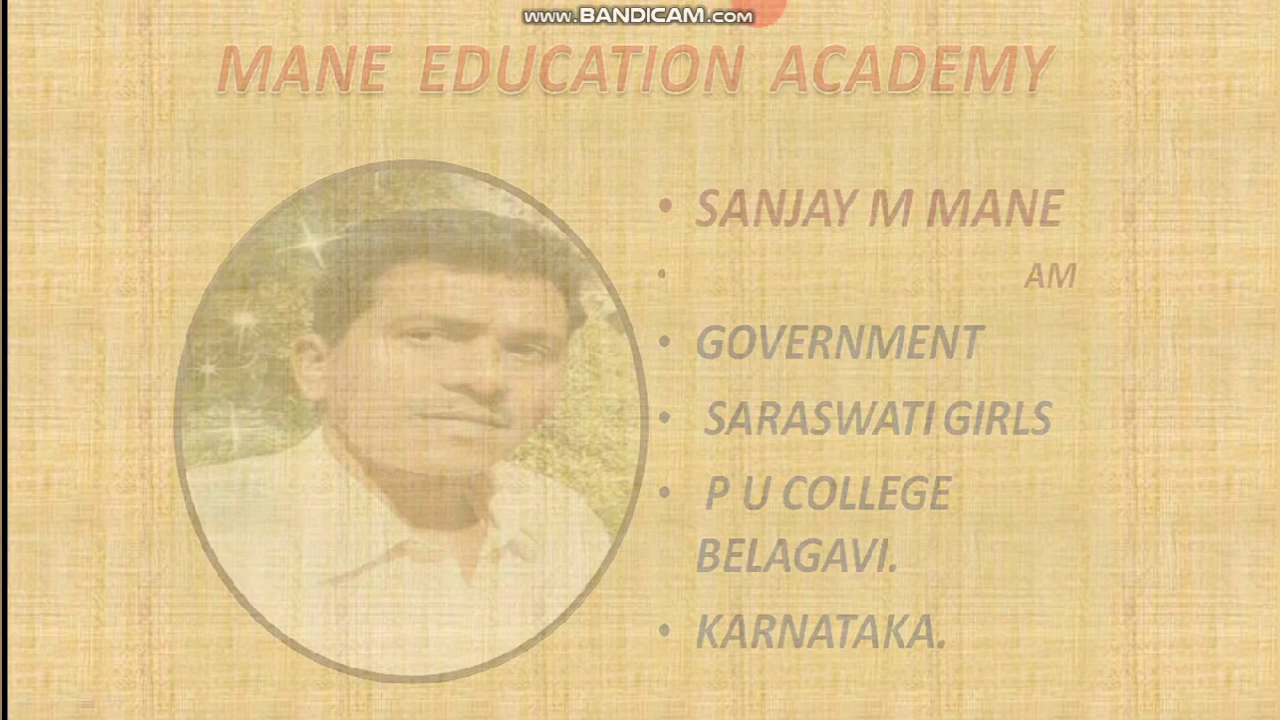 www.BANDICAM.com
MANE EDUCATION ACADEMY
• SANJAY M MANE
• AM
• GOVERNMENT
• SARASWATI GIRLS
• P U COLLEGE
BELAGAVI.
• KARNATAKA.